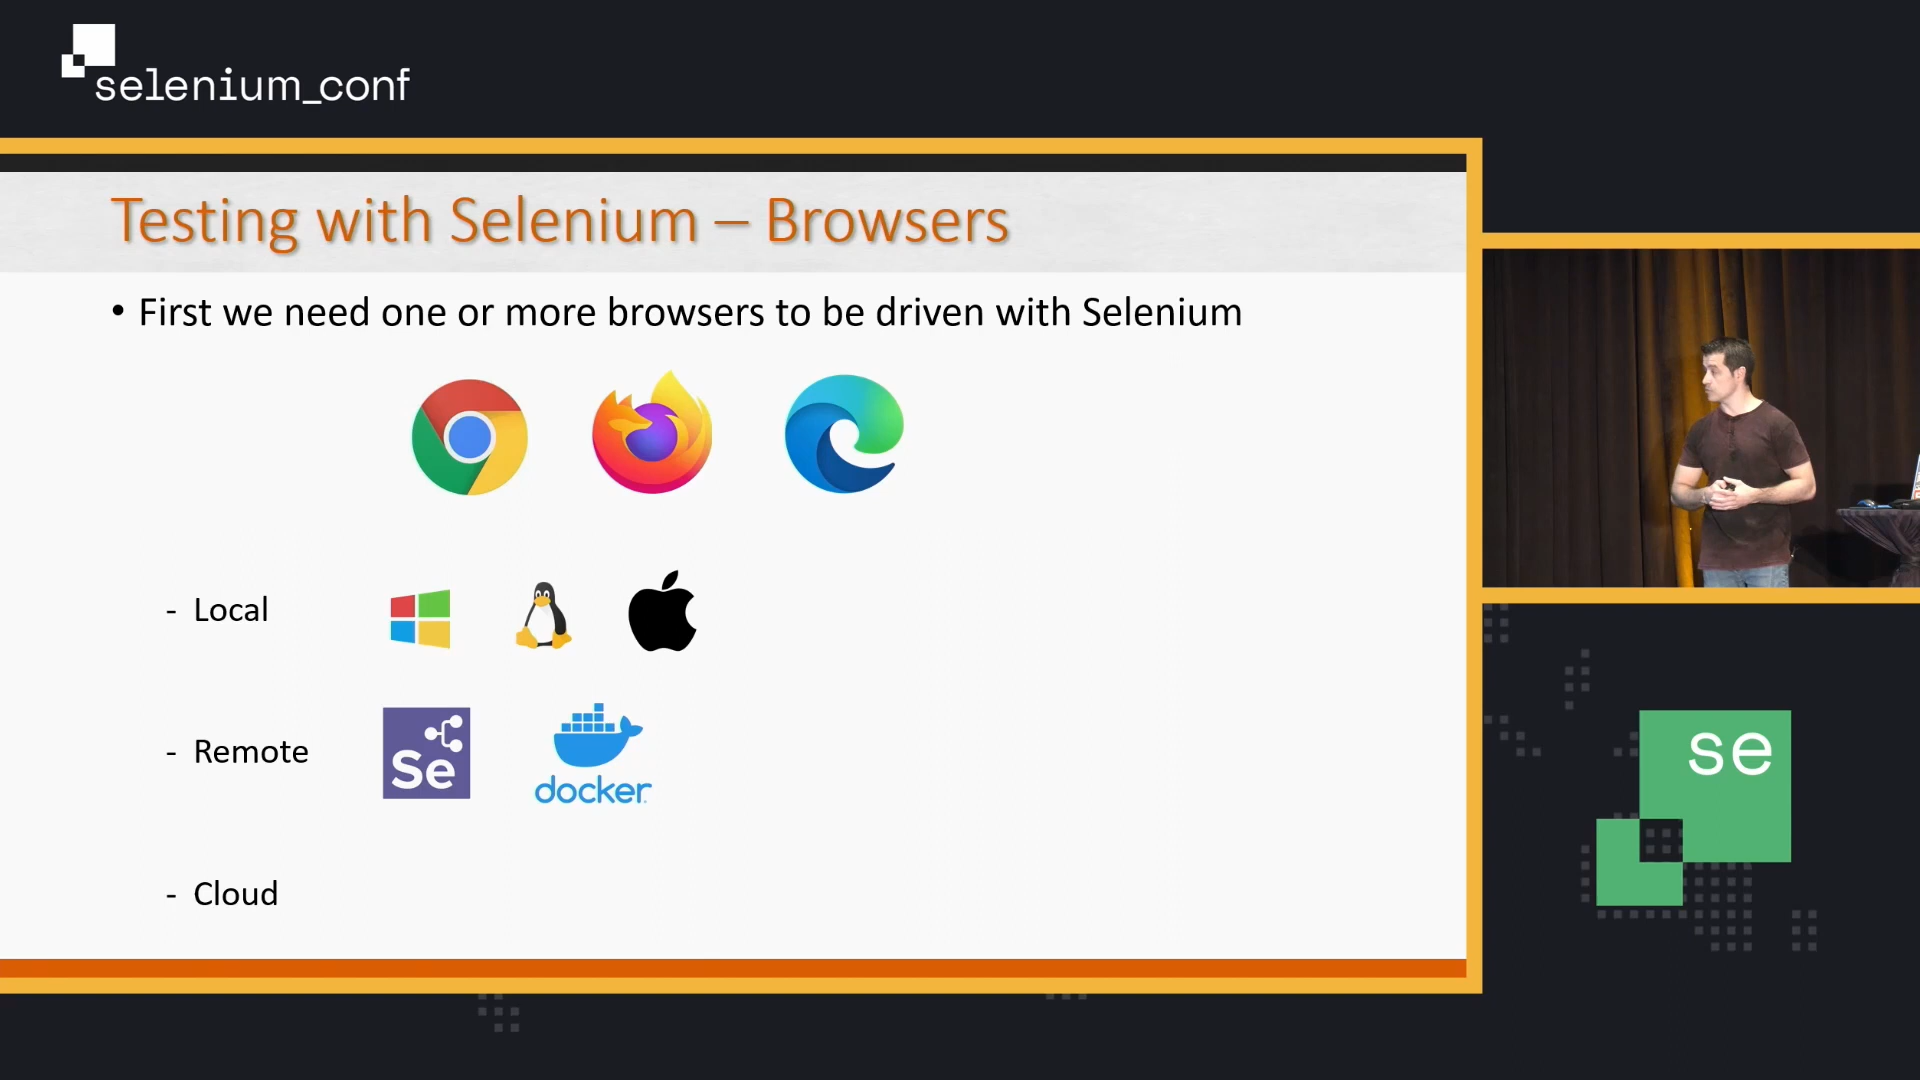 selenium_conf
Testing with Selenium – Browsers
• First we need one or more browsers to be driven with Selenium
- Local
- Remote
Se
docker
- Cloud
se